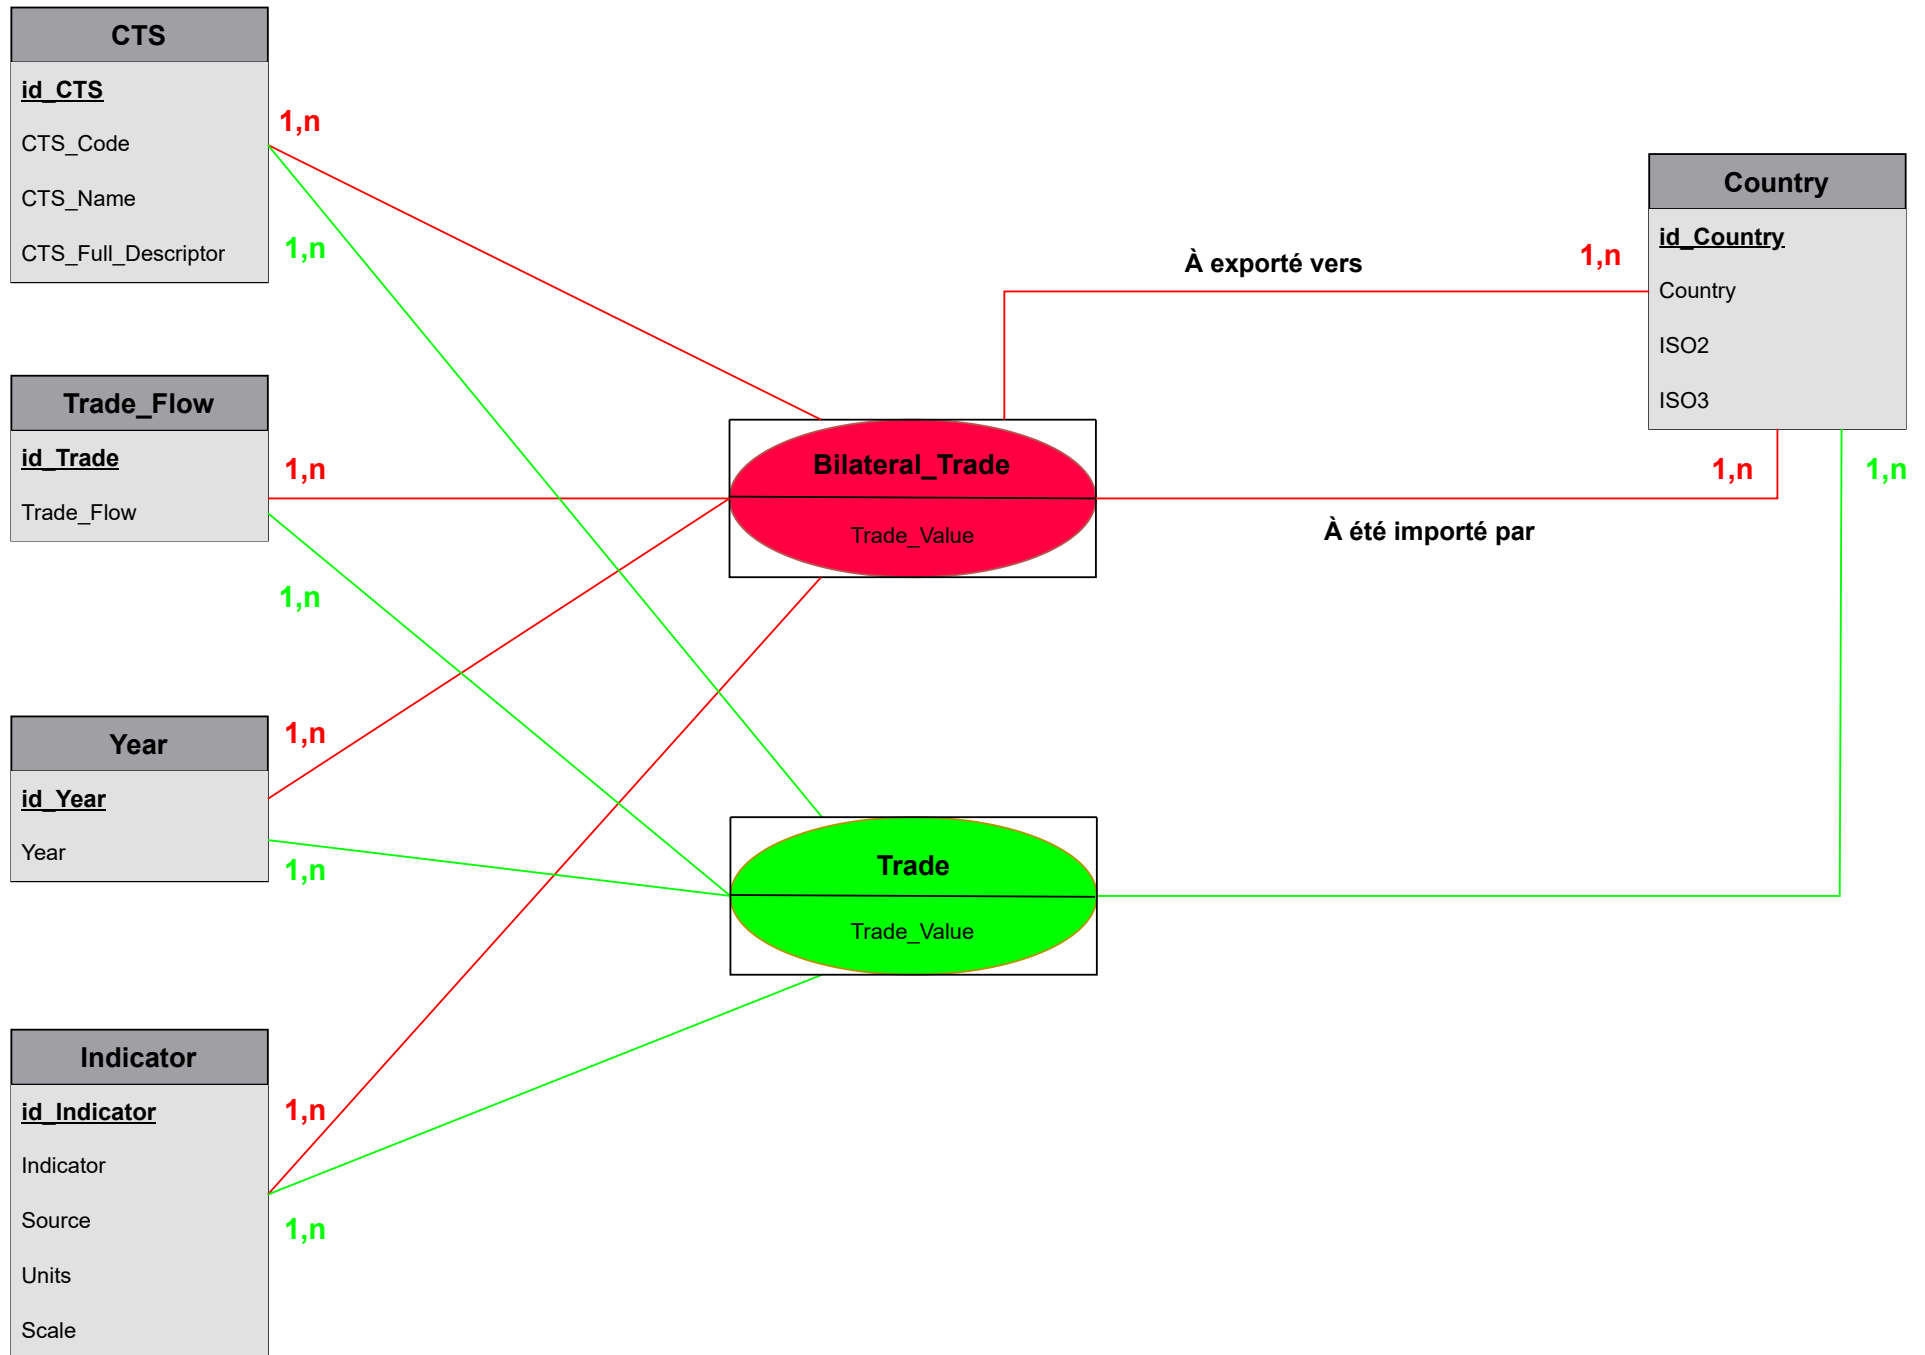 CTS
id_CTS
CTS_Code
CTS_Name
CTS_Full_Descriptor
1,n
1,n
Trade_Flow
id_Trade
Trade_Flow
1,n
1,n
Year
id_Year
Year
1,n
1,n
Indicator
id_Indicator
Indicator
Source
Units
Scale
1,n
1,n
Bilateral_Trade
Trade_Value
Trade
Trade_Value
À exporté vers
1,n
À été importé par
1,n
1,n
Country
id_Country
Country
ISO2
ISO3